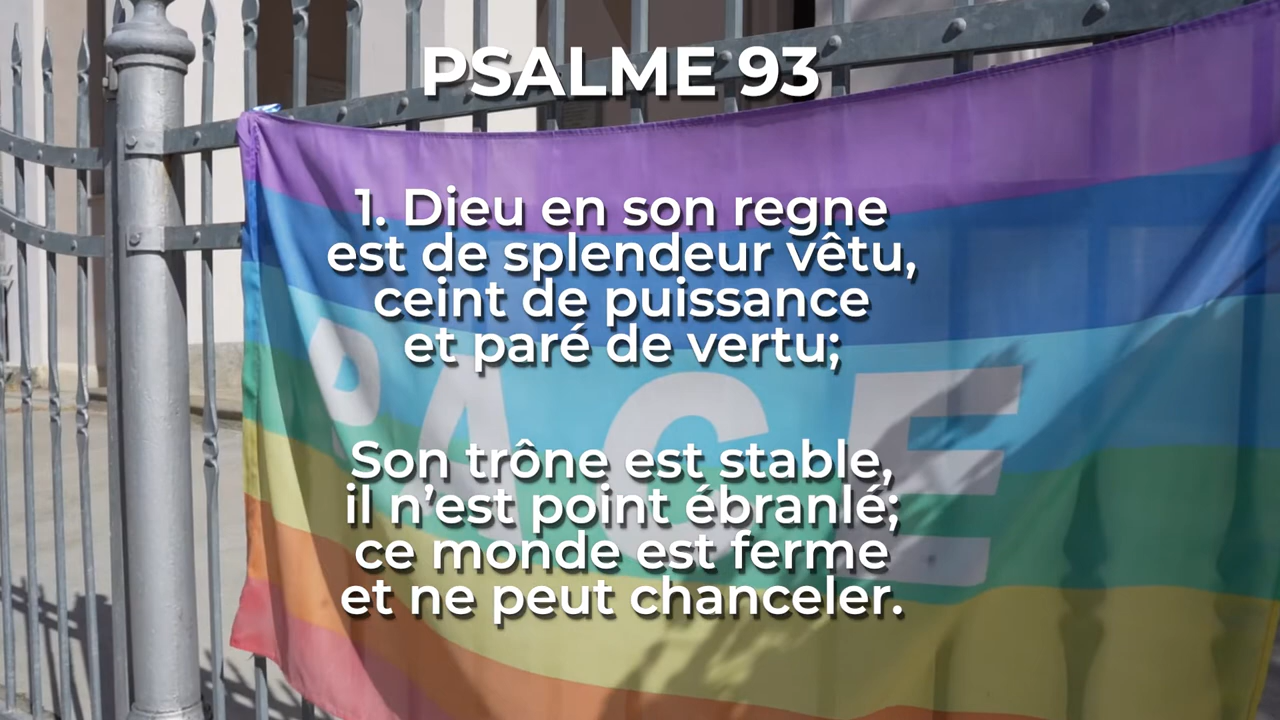 PSALME 93
1. Dieu en son regne
est de splendeur vêtu,
ceint de puissance
et paré de vertu;
PACE
Son trône est stable,
il n’est point ébranlé;
ce monde est ferme
et ne peut chanceler.